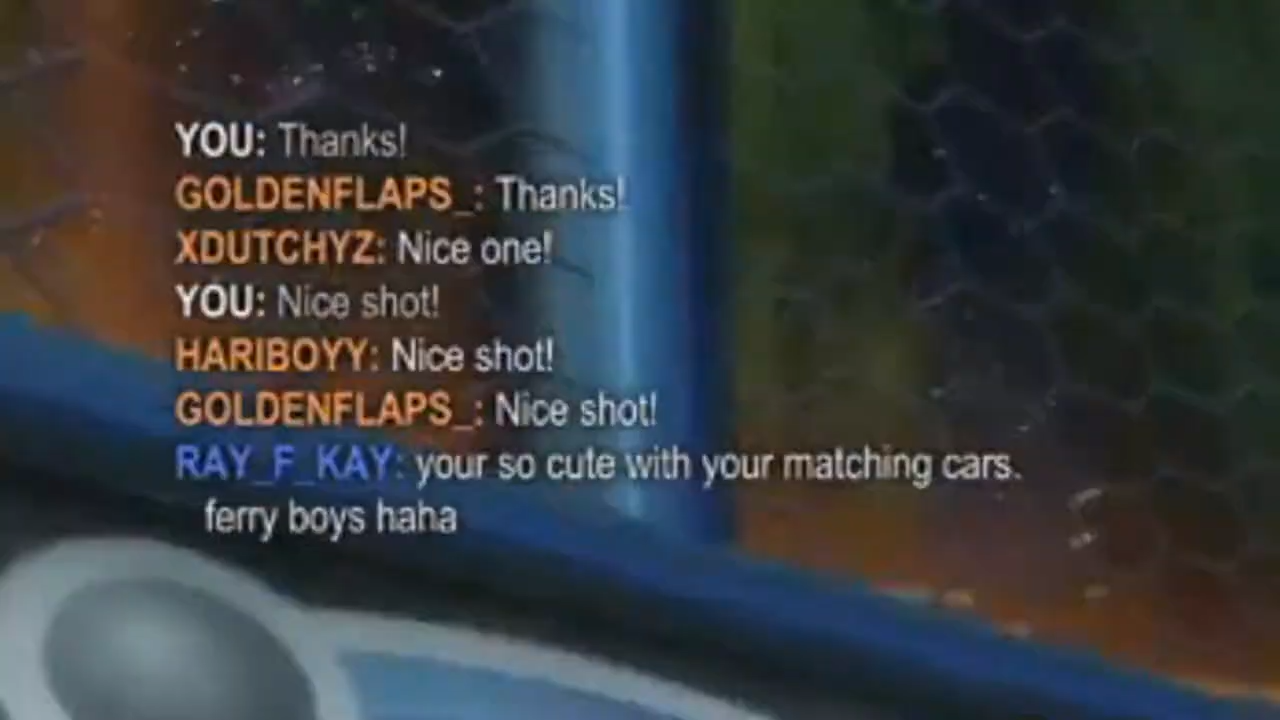 YOU: Thanks!
GOLDENFLAPS_: Thanks!
XDUTCHYZ: Nice one!
YOU: Nice shot!
HARIBOYY: Nice shot!
GOLDENFLAPS_: Nice shot!
RAY_F_KAY: your so cute with your matching cars.
ferry boys haha